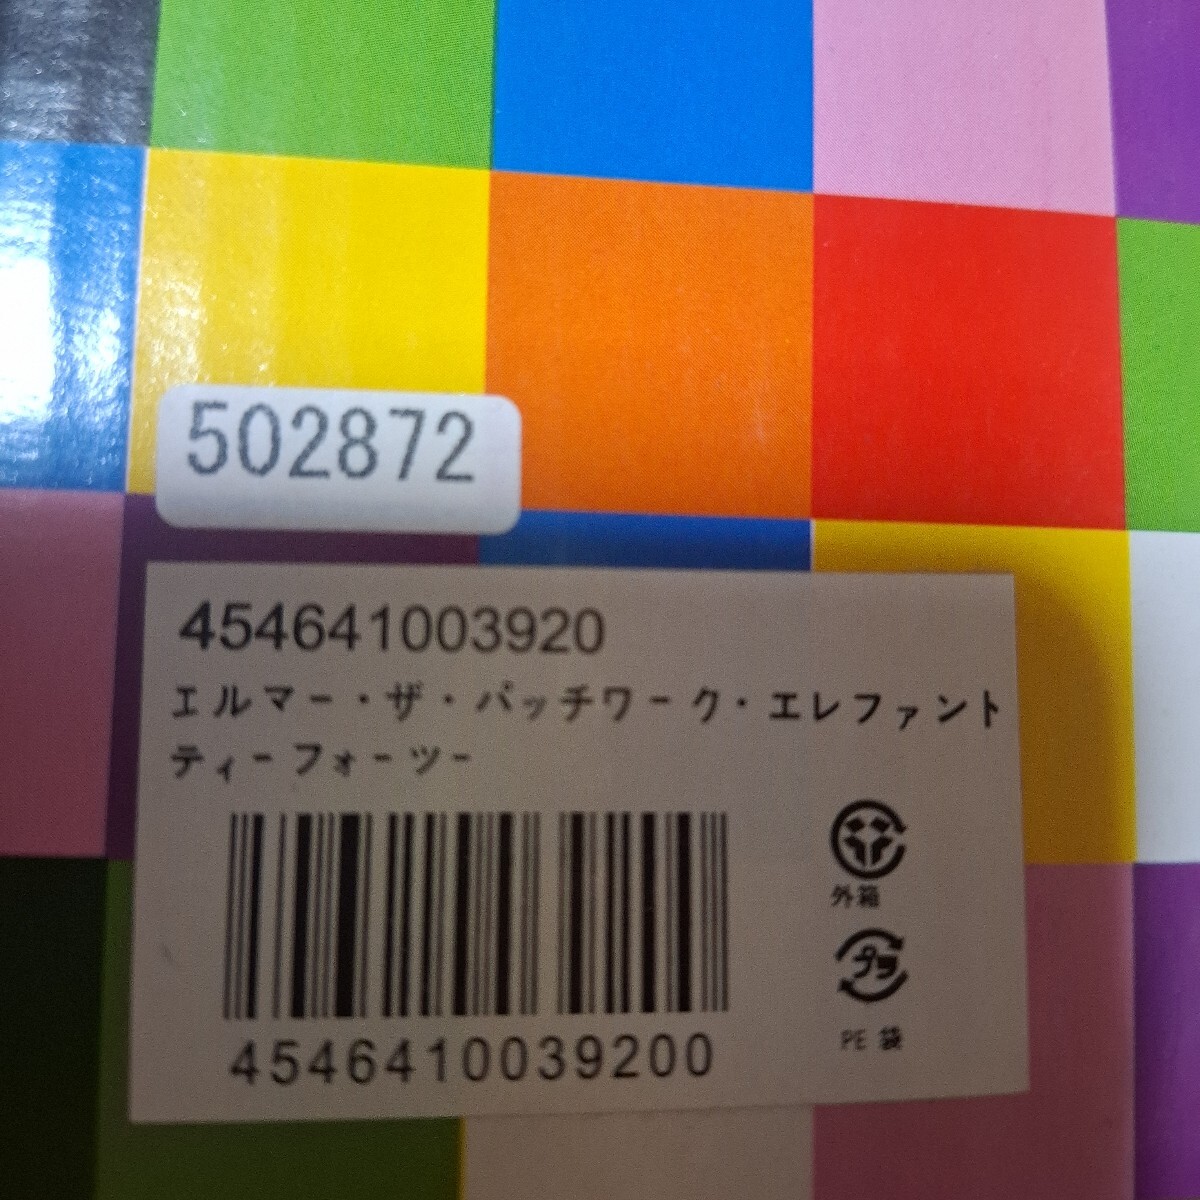 502872
454641003920
エルマー・ザ・パッチワーク・エレファント
ティーフォーツー
外箱
プラ
PE 袋
4546410039200